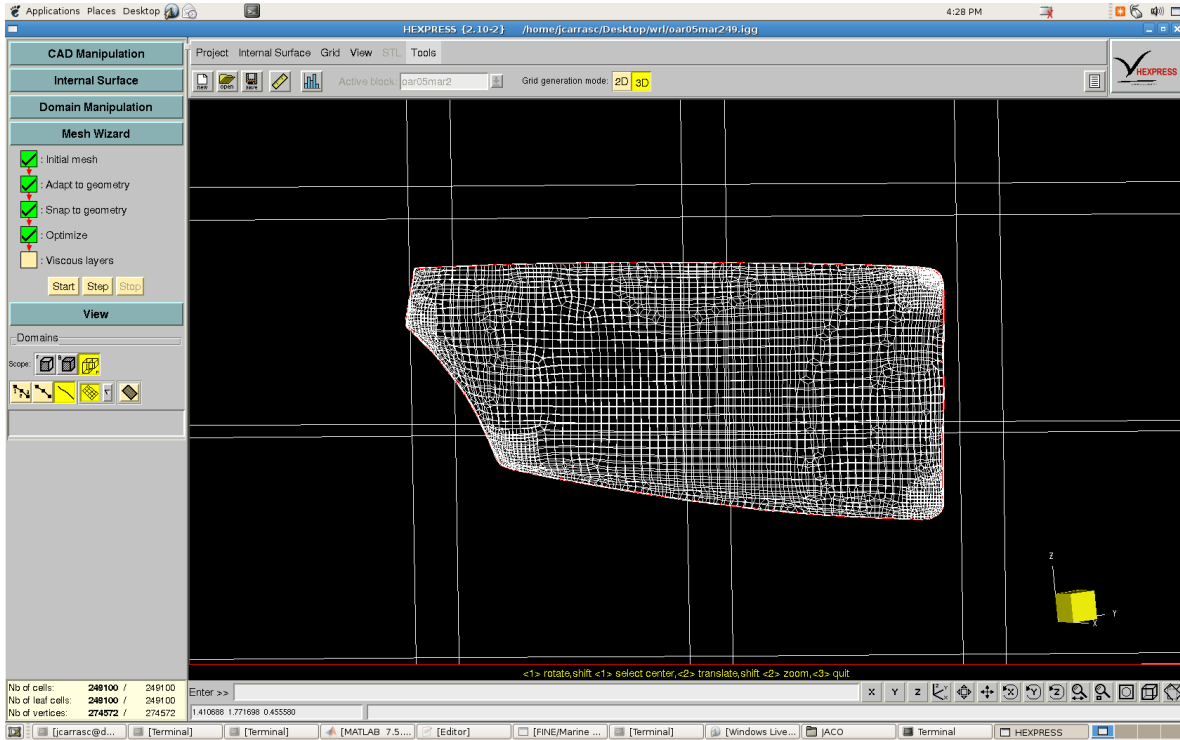 Applications Places Desktop
4:28 PM
HEXPRESS {2.10-2} /home/jcarrasc/Desktop/wrl/oar05mar249.igg
CAD Manipulation
Internal Surface
Domain Manipulation
Mesh Wizard
: Initial mesh
: Adapt to geometry
: Snap to geometry
: Optimize
: Viscous layers
Start Step Stop
View
Domains
Scope:
Project Internal Surface Grid View STL Tools
new open save
Active block: oar05mar2
Grid generation mode: 2D 3D
HEXPRESS
Z
Y
X
<1> rotate,shift <1> select center,<2> translate,shift <2> zoom,<3> quit
Nb of cells: 249100 / 249100
Nb of leaf cells: 249100 / 249100
Nb of vertices: 274572 / 274572
Enter >>
X Y Z
1.410688 1.771698 0.455580
[jcarrasc@d... [Terminal] [Terminal] [MATLAB 7.5.... [Editor] [FINE/Marine ... [Terminal] [Windows Live... JACO Terminal HEXPRESS